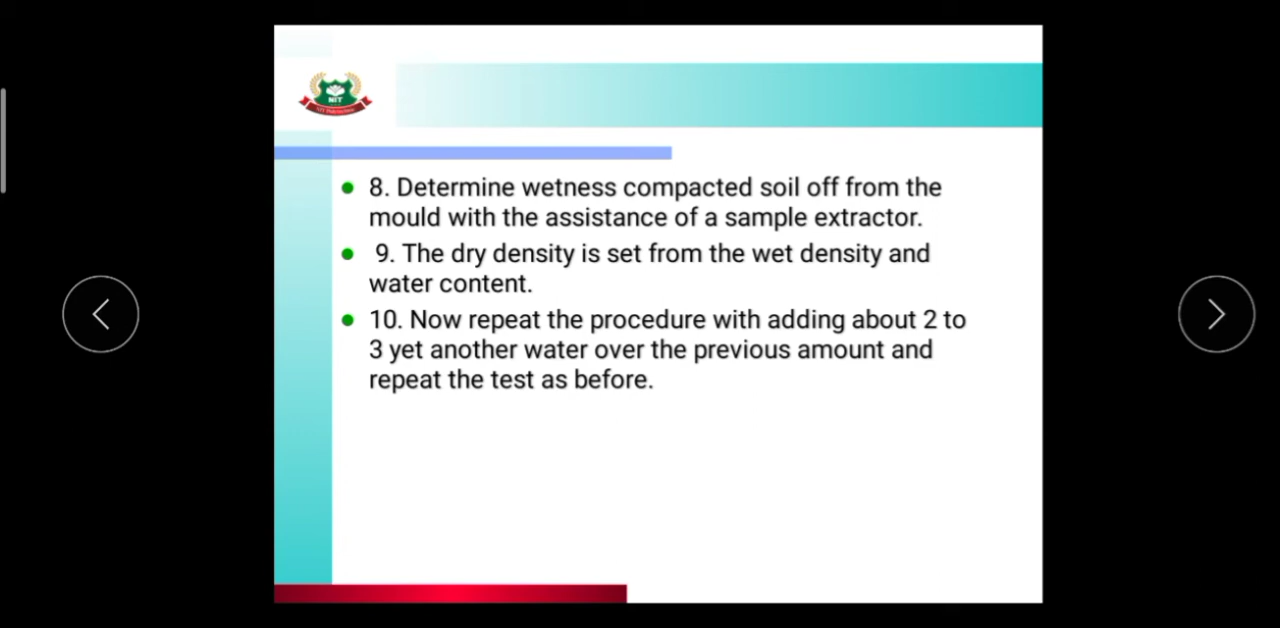 NIT
8. Determine wetness compacted soil off from the
mould with the assistance of a sample extractor.
9. The dry density is set from the wet density and
water content.
10. Now repeat the procedure with adding about 2 to
3 yet another water over the previous amount and
repeat the test as before.